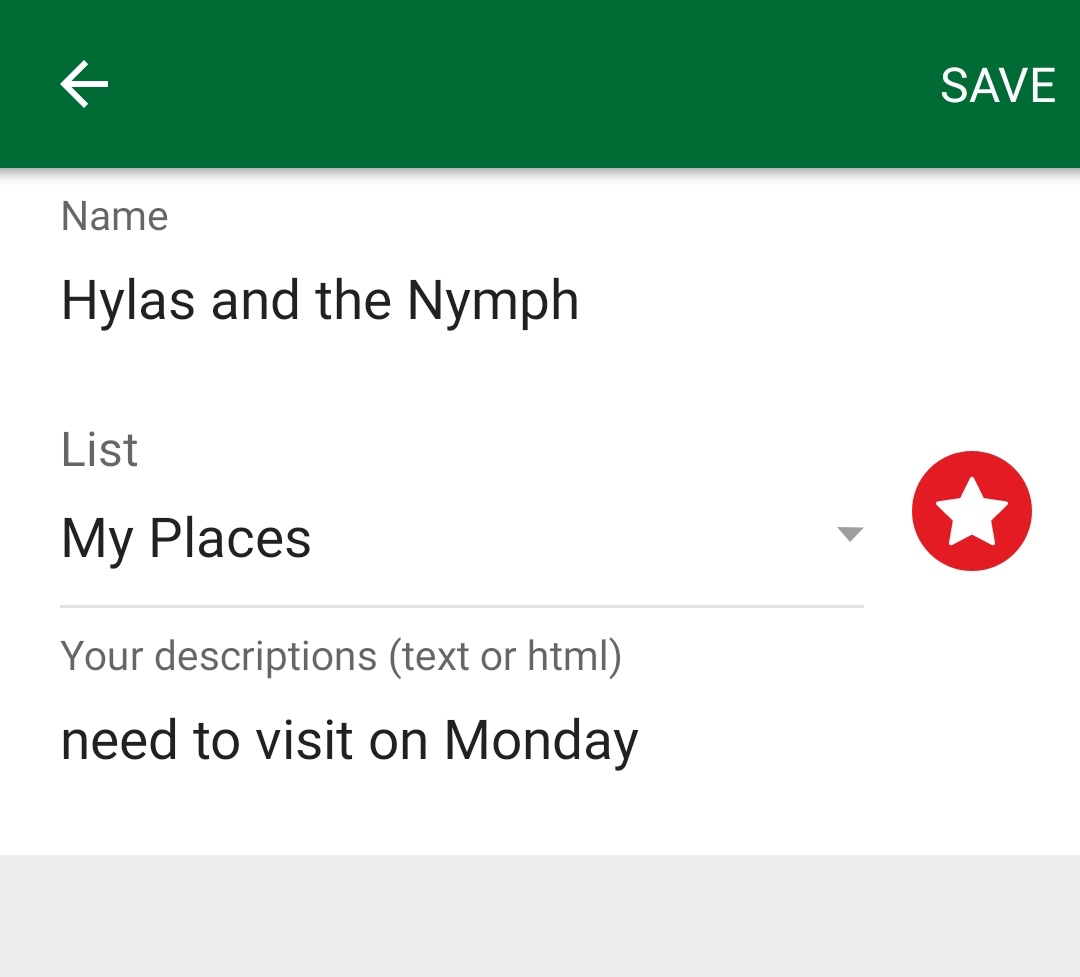 SAVE
Name
Hylas and the Nymph
List
My Places
Your descriptions (text or html)
need to visit on Monday